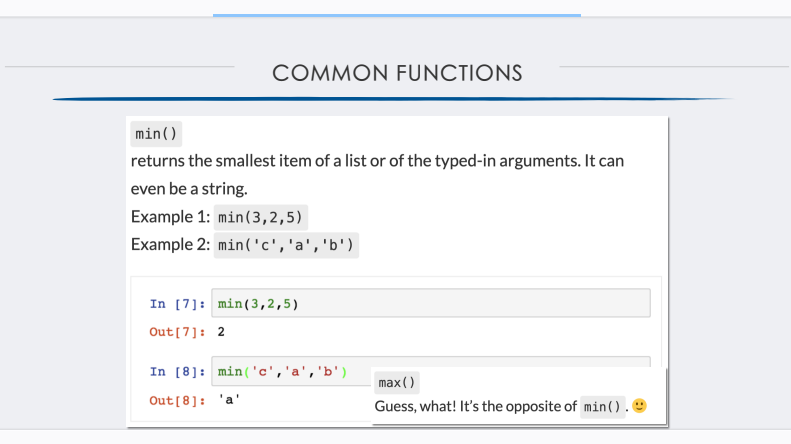 COMMON FUNCTIONS
min()
returns the smallest item of a list or of the typed-in arguments. It can
even be a string.
Example 1: min(3,2,5)
Example 2: min('c','a','b')
In [7]: min(3,2,5)
Out[7]: 2
In [8]: min('c','a','b')
Out[8]: 'a'
max()
Guess, what! It’s the opposite of min() . 🙂